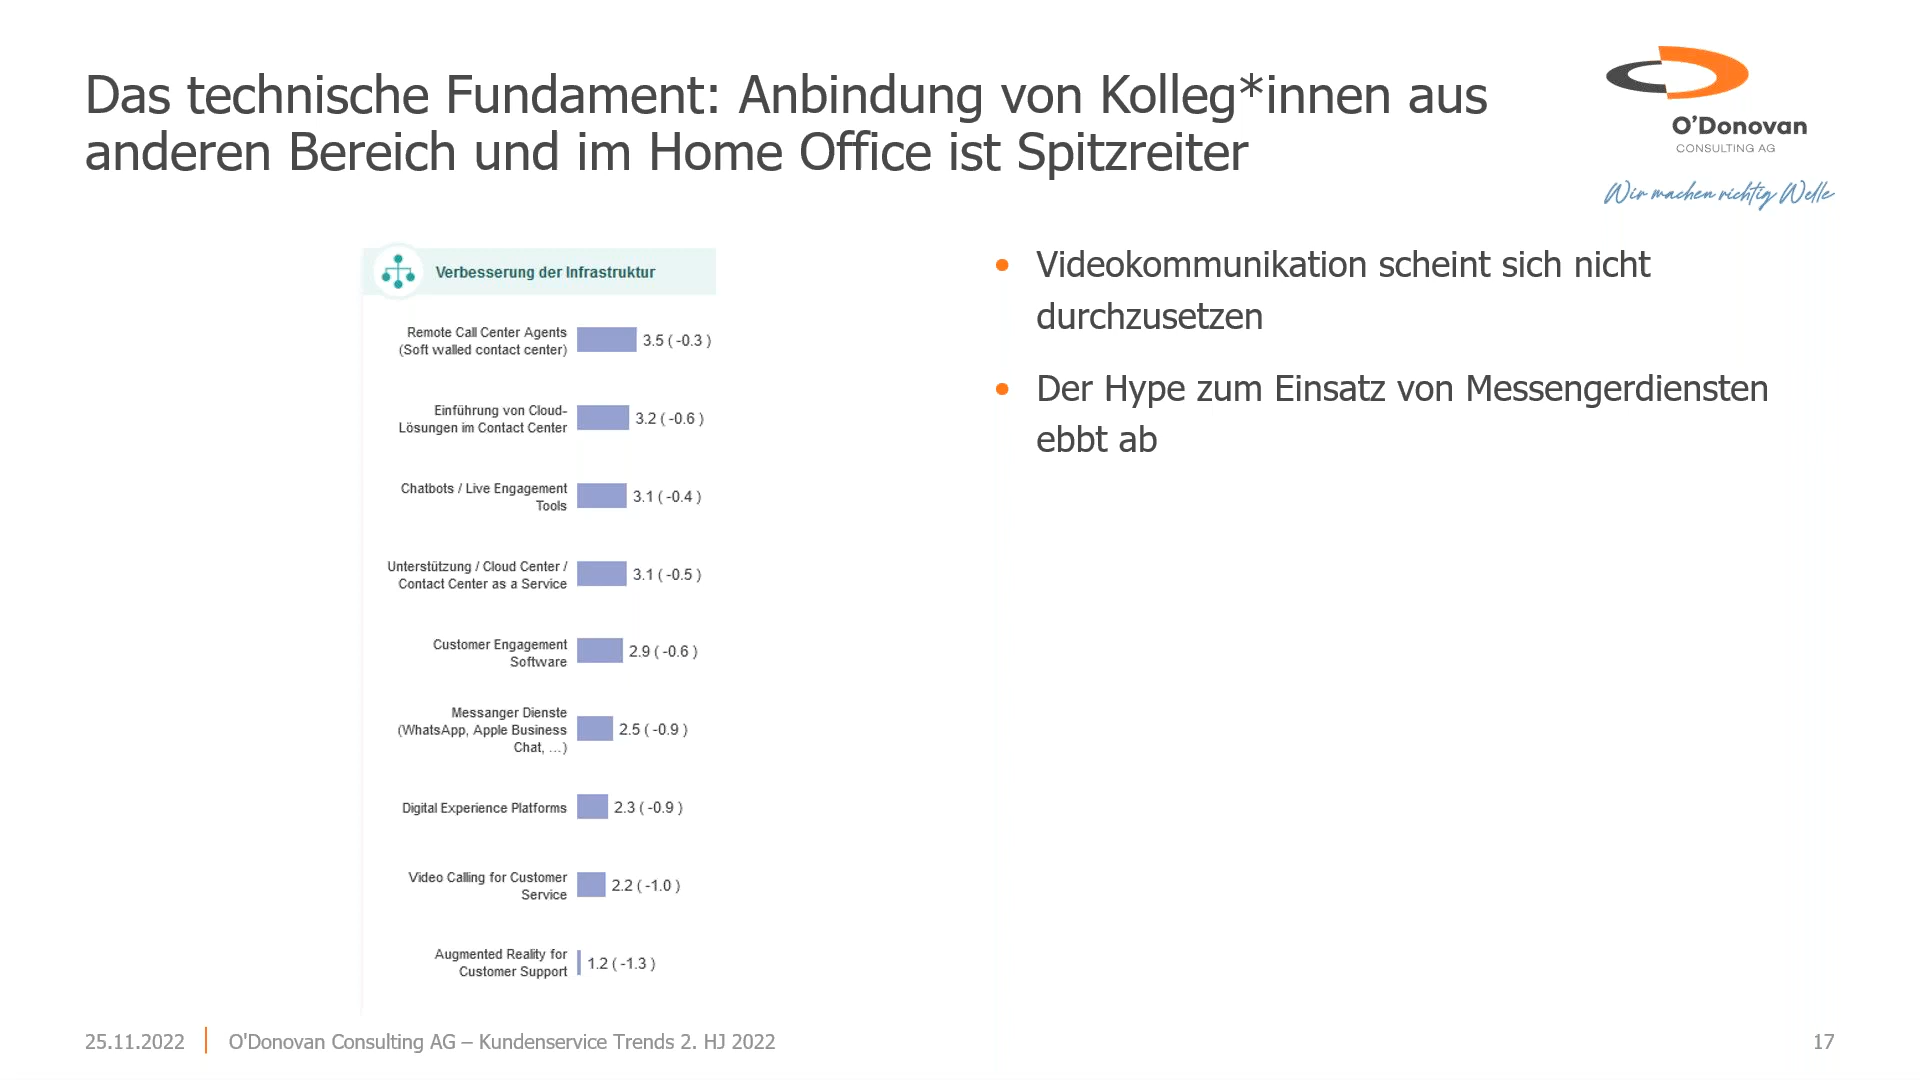 Das technische Fundament: Anbindung von Kolleg*innen aus
anderen Bereich und im Home Office ist Spitzreiter
O'Donovan
CONSULTING AG
Wir machen richtig Welle
Verbesserung der Infrastruktur
Remote Call Center Agents
(Soft walled contact center)
3.5 ( -0.3 )
Einführung von Cloud-
Lösungen im Contact Center
3.2 ( -0.6 )
Chatbots / Live Engagement
Tools
3.1 ( -0.4 )
Unterstützung / Cloud Center /
Contact Center as a Service
3.1 ( -0.5 )
Customer Engagement
Software
2.9 ( -0.6 )
Messanger Dienste
(WhatsApp, Apple Business
Chat, ...)
2.5 ( -0.9 )
Digital Experience Platforms
2.3 ( -0.9 )
Video Calling for Customer
Service
2.2 ( -1.0 )
Augmented Reality for
Customer Support
1.2 ( -1.3 )
• Videokommunikation scheint sich nicht
durchzusetzen
• Der Hype zum Einsatz von Messengerdiensten
ebbt ab
25.11.2022
O'Donovan Consulting AG – Kundenservice Trends 2. HJ 2022
17